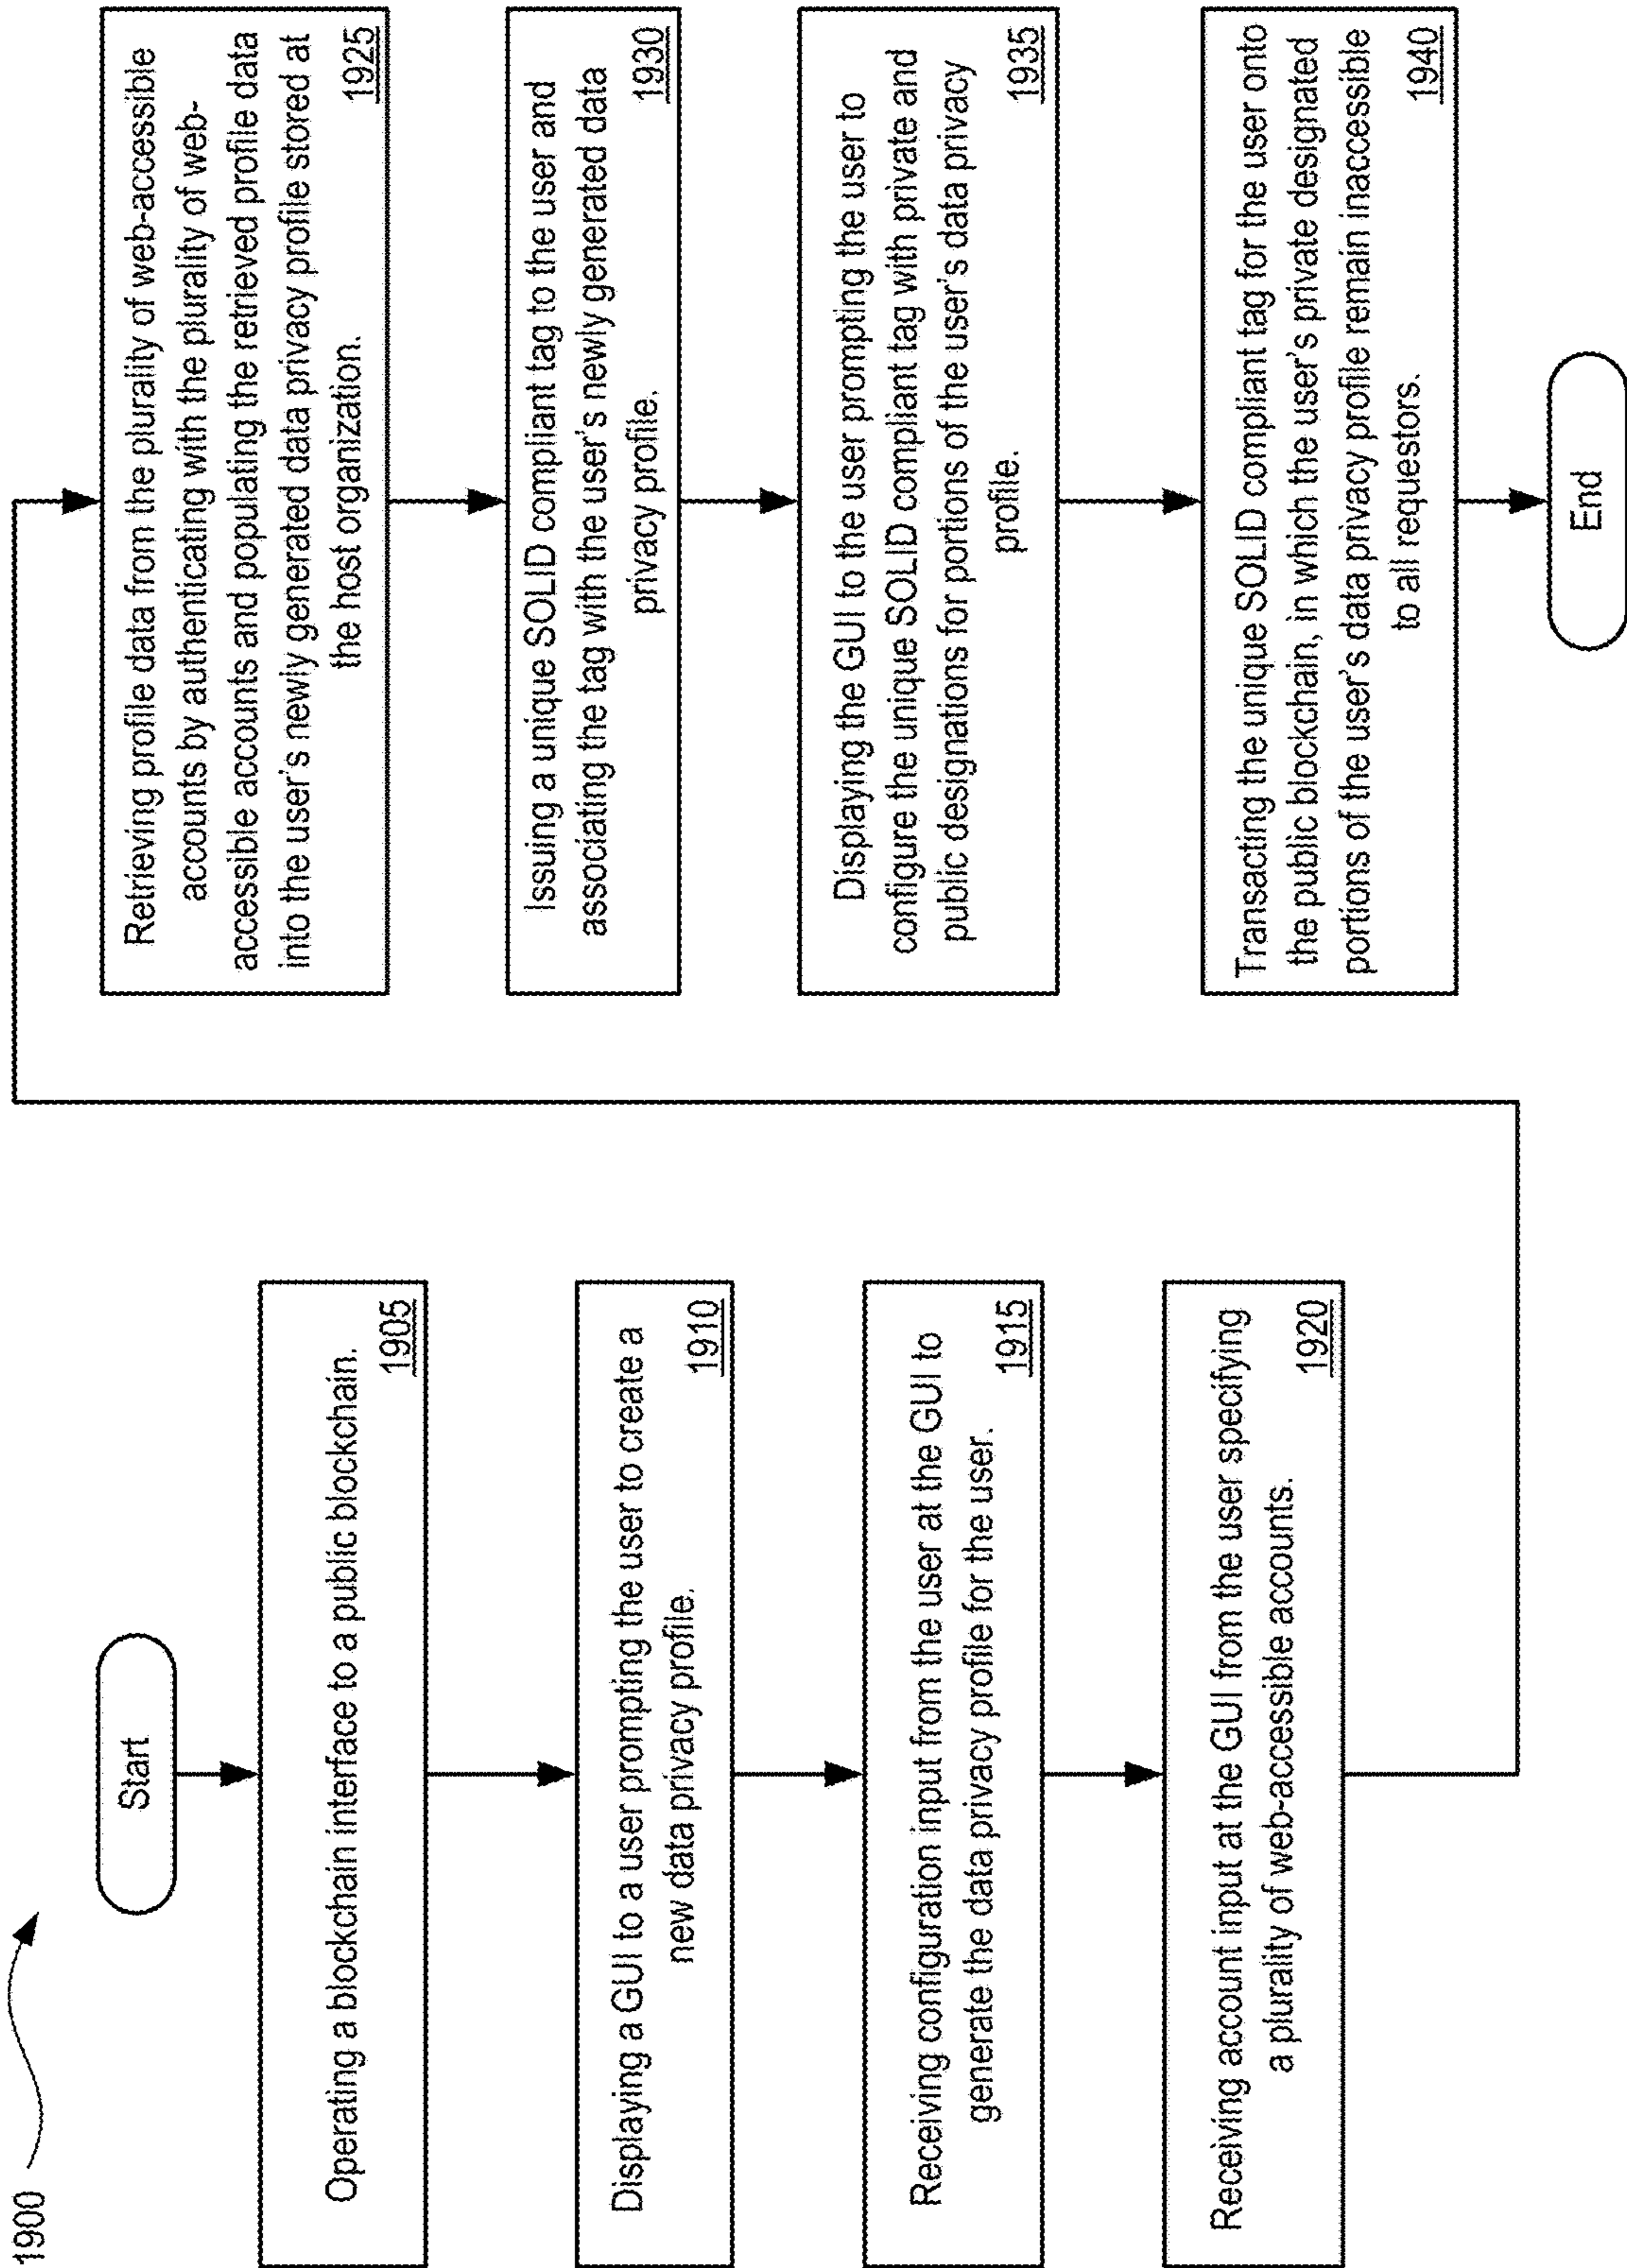 1900
Start
Operating a blockchain interface to a public blockchain.
1905
Displaying a GUI to a user prompting the user to create a
new data privacy profile.
1910
Receiving configuration input from the user at the GUI to
generate the data privacy profile for the user.
1915
Receiving account input at the GUI from the user specifying
a plurality of web-accessible accounts.
1920
Retrieving profile data from the plurality of web-accessible
accounts by authenticating with the plurality of web-
accessible accounts and populating the retrieved profile data
into the user's newly generated data privacy profile stored at
the host organization.
1925
Issuing a unique SOLID compliant tag to the user and
associating the tag with the user's newly generated data
privacy profile.
1930
Displaying the GUI to the user prompting the user to
configure the unique SOLID compliant tag with private and
public designations for portions of the user's data privacy
profile.
1935
Transacting the unique SOLID compliant tag for the user onto
the public blockchain, in which the user's private designated
portions of the user's data privacy profile remain inaccessible
to all requestors.
1940
End